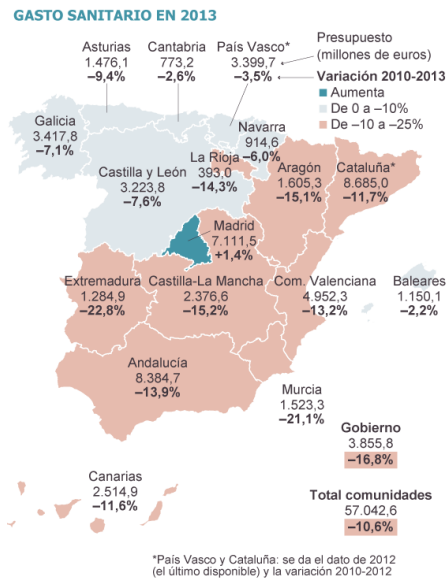 GASTO SANITARIO EN 2013
Asturias
1.476,1
–9,4%
Cantabria
773,2
–2,6%
País Vasco*
3.399,7
–3,5%
Presupuesto
(millones de euros)
Variación 2010-2013
Aumenta
De 0 a –10%
De –10 a –25%
Galicia
3.417,8
–7,1%
Navarra
914,6
–6,0%
La Rioja
393,0
–14,3%
Castilla y León
3.223,8
–7,6%
Aragón
1.605,3
–15,1%
Cataluña*
8.685,0
–11,7%
Madrid
7.111,5
+1,4%
Extremadura
1.284,9
–22,8%
Castilla-La Mancha
2.376,6
–15,2%
Com. Valenciana
4.952,3
–13,2%
Baleares
1.150,1
–2,2%
Andalucía
8.384,7
–13,9%
Murcia
1.523,3
–21,1%
Gobierno
3.855,8
–16,8%
Canarias
2.514,9
–11,6%
Total comunidades
57.042,6
–10,6%
*País Vasco y Cataluña: se da el dato de 2012
(el último disponible) y la variación 2010-2012